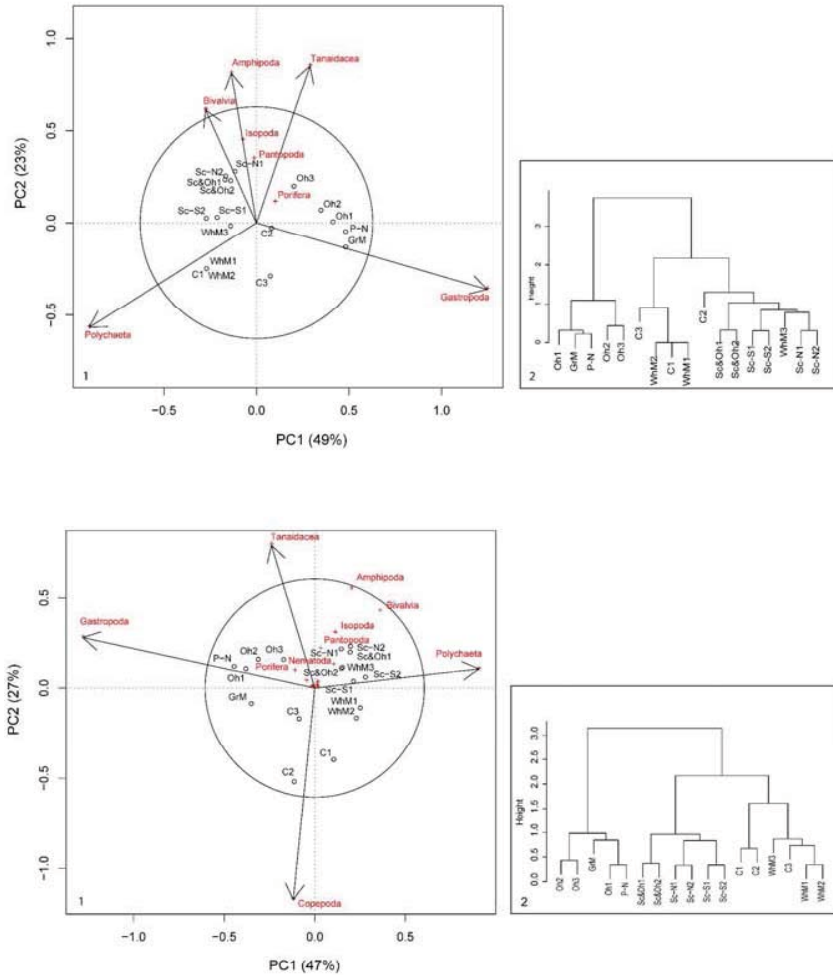 1.0
0.5
0.0
−0.5
PC2 (23%)
Amphipoda
Tanaidacea
Bivalvia
Isopoda
Pantopoda
Porifera
Gastropoda
Polychaeta
Sc−N1
Sc−N2
Sc&Oh1
Sc&Oh2
Oh3
Oh2
Oh1
P−N
GrM
Sc−S2
Sc−S1
WhM3
C2
WhM1
C1
WhM2
C3
1
−0.5
0.0
0.5
1.0
PC1 (49%)
Height
3
2
1
0
Oh1
GrM
P−N
Oh2
Oh3
C3
WhM2
C1
WhM1
C2
Sc&Oh1
Sc&Oh2
Sc−S1
Sc−S2
WhM3
Sc−N1
Sc−N2
2
0.5
0.0
−0.5
−1.0
PC2 (27%)
Tanaidacea
Amphipoda
Bivalvia
Gastropoda
Isopoda
Pantopoda
Polychaeta
Nematoda
Porifera
Copepoda
P−N
Oh2
Oh3
Oh1
GrM
Sc−N1
Sc−N2
Sc&Oh1
WhM3
Sc&Oh2
Sc−S2
Sc−S1
WhM1
WhM2
C3
C1
C2
1
−1.0
−0.5
0.0
0.5
PC1 (47%)
Height
3.0
2.5
2.0
1.5
1.0
0.5
0.0
Oh2
Oh3
GrM
Oh1
P−N
Sc&Oh1
Sc&Oh2
Sc−N1
Sc−N2
Sc−S1
Sc−S2
C1
C2
WhM3
C3
WhM1
WhM2
2